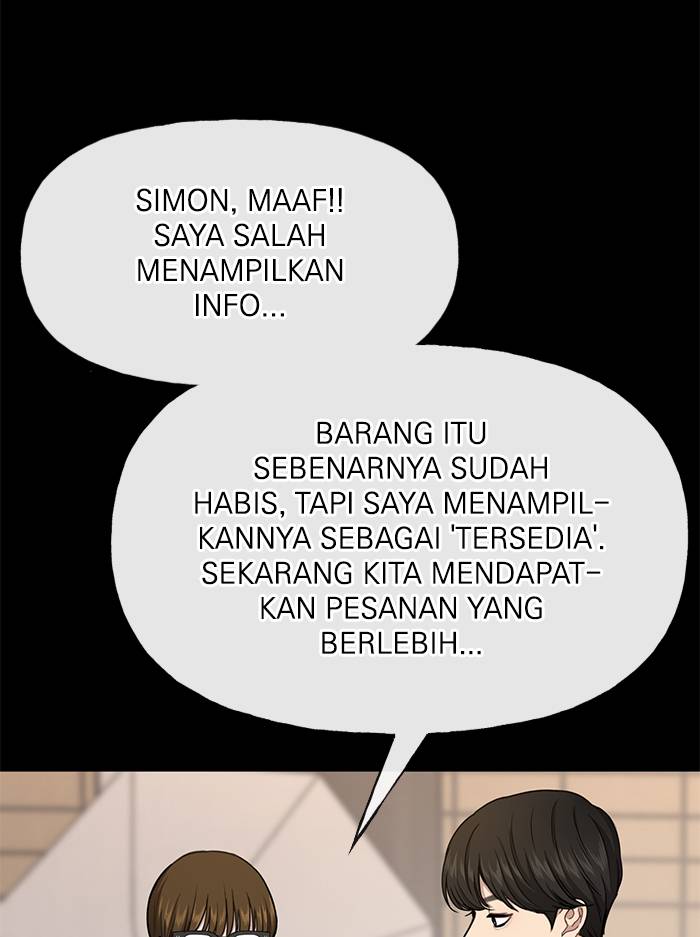 SIMON, MAAF!!
SAYA SALAH
MENAMPILKAN
INFO...
BARANG ITU
SEBENARNYA SUDAH
HABIS, TAPI SAYA MENAMPIL-
KANNYA SEBAGAI 'TERSEDIA'.
SEKARANG KITA MENDAPAT-
KAN PESANAN YANG
BERLEBIH...